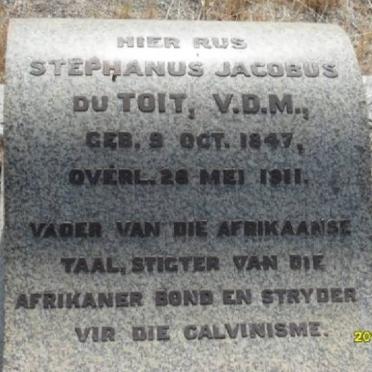 HIER RUS
STEPHANUS JACOBUS
DU TOIT, V.D.M.,
GEB. 9 OCT. 1847,
OVERL. 28 MEI 1911.
VADER VAN DIE AFRIKAANSE
TAAL, STIGTER VAN DIE
AFRIKANER BOND EN STRYDER
VIR DIE CALVINISME.
20